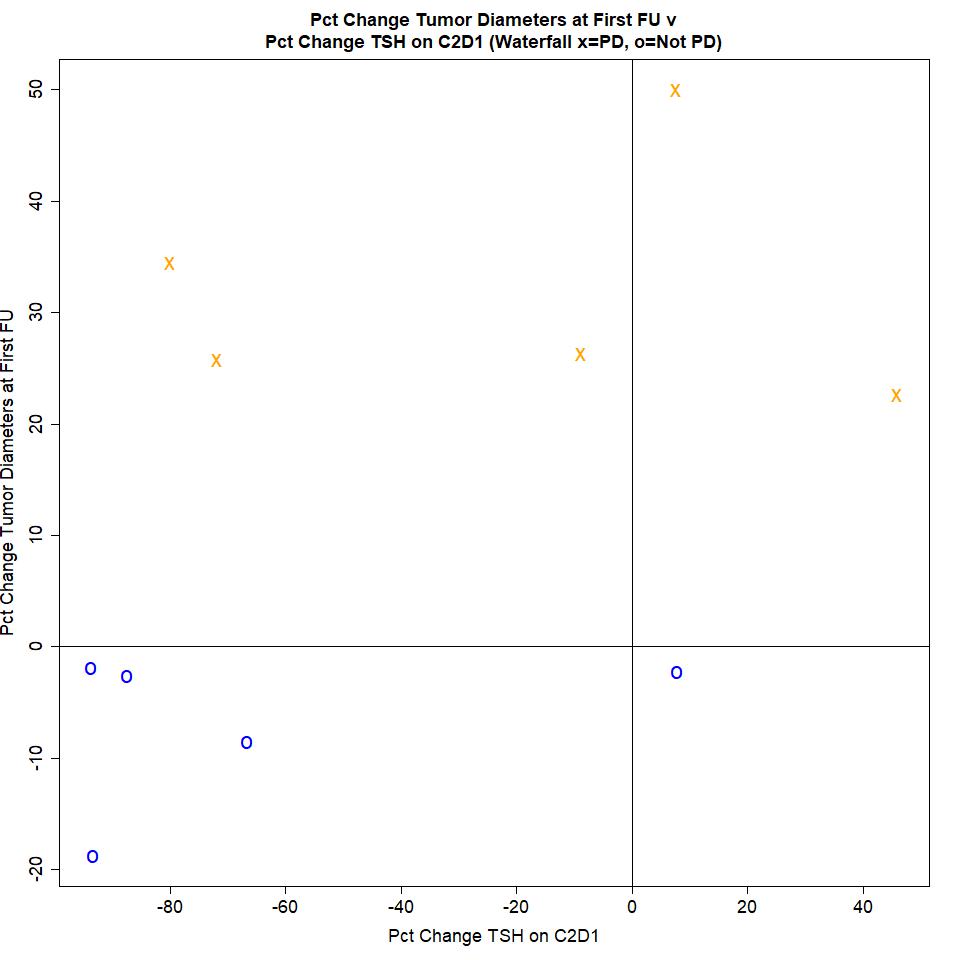 Pct Change Tumor Diameters at First FU v
Pct Change TSH on C2D1 (Waterfall x=PD, o=Not PD)
Pct Change Tumor Diameters at First FU
50
40
30
20
10
0
-10
-20
x
x
x
x
x
o
o
o
o
o
-80 -60 -40 -20 0 20 40
Pct Change TSH on C2D1